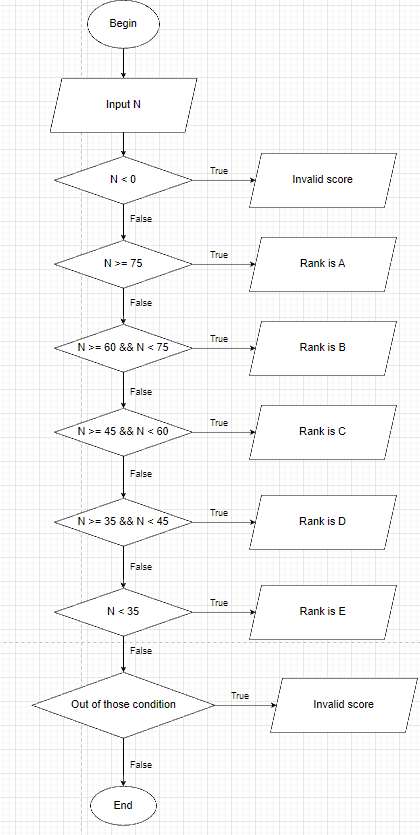 Begin
Input N
N < 0
True
Invalid score
False
N >= 75
True
Rank is A
False
N >= 60 && N < 75
True
Rank is B
False
N >= 45 && N < 60
True
Rank is C
False
N >= 35 && N < 45
True
Rank is D
False
N < 35
True
Rank is E
False
Out of those condition
True
Invalid score
False
End